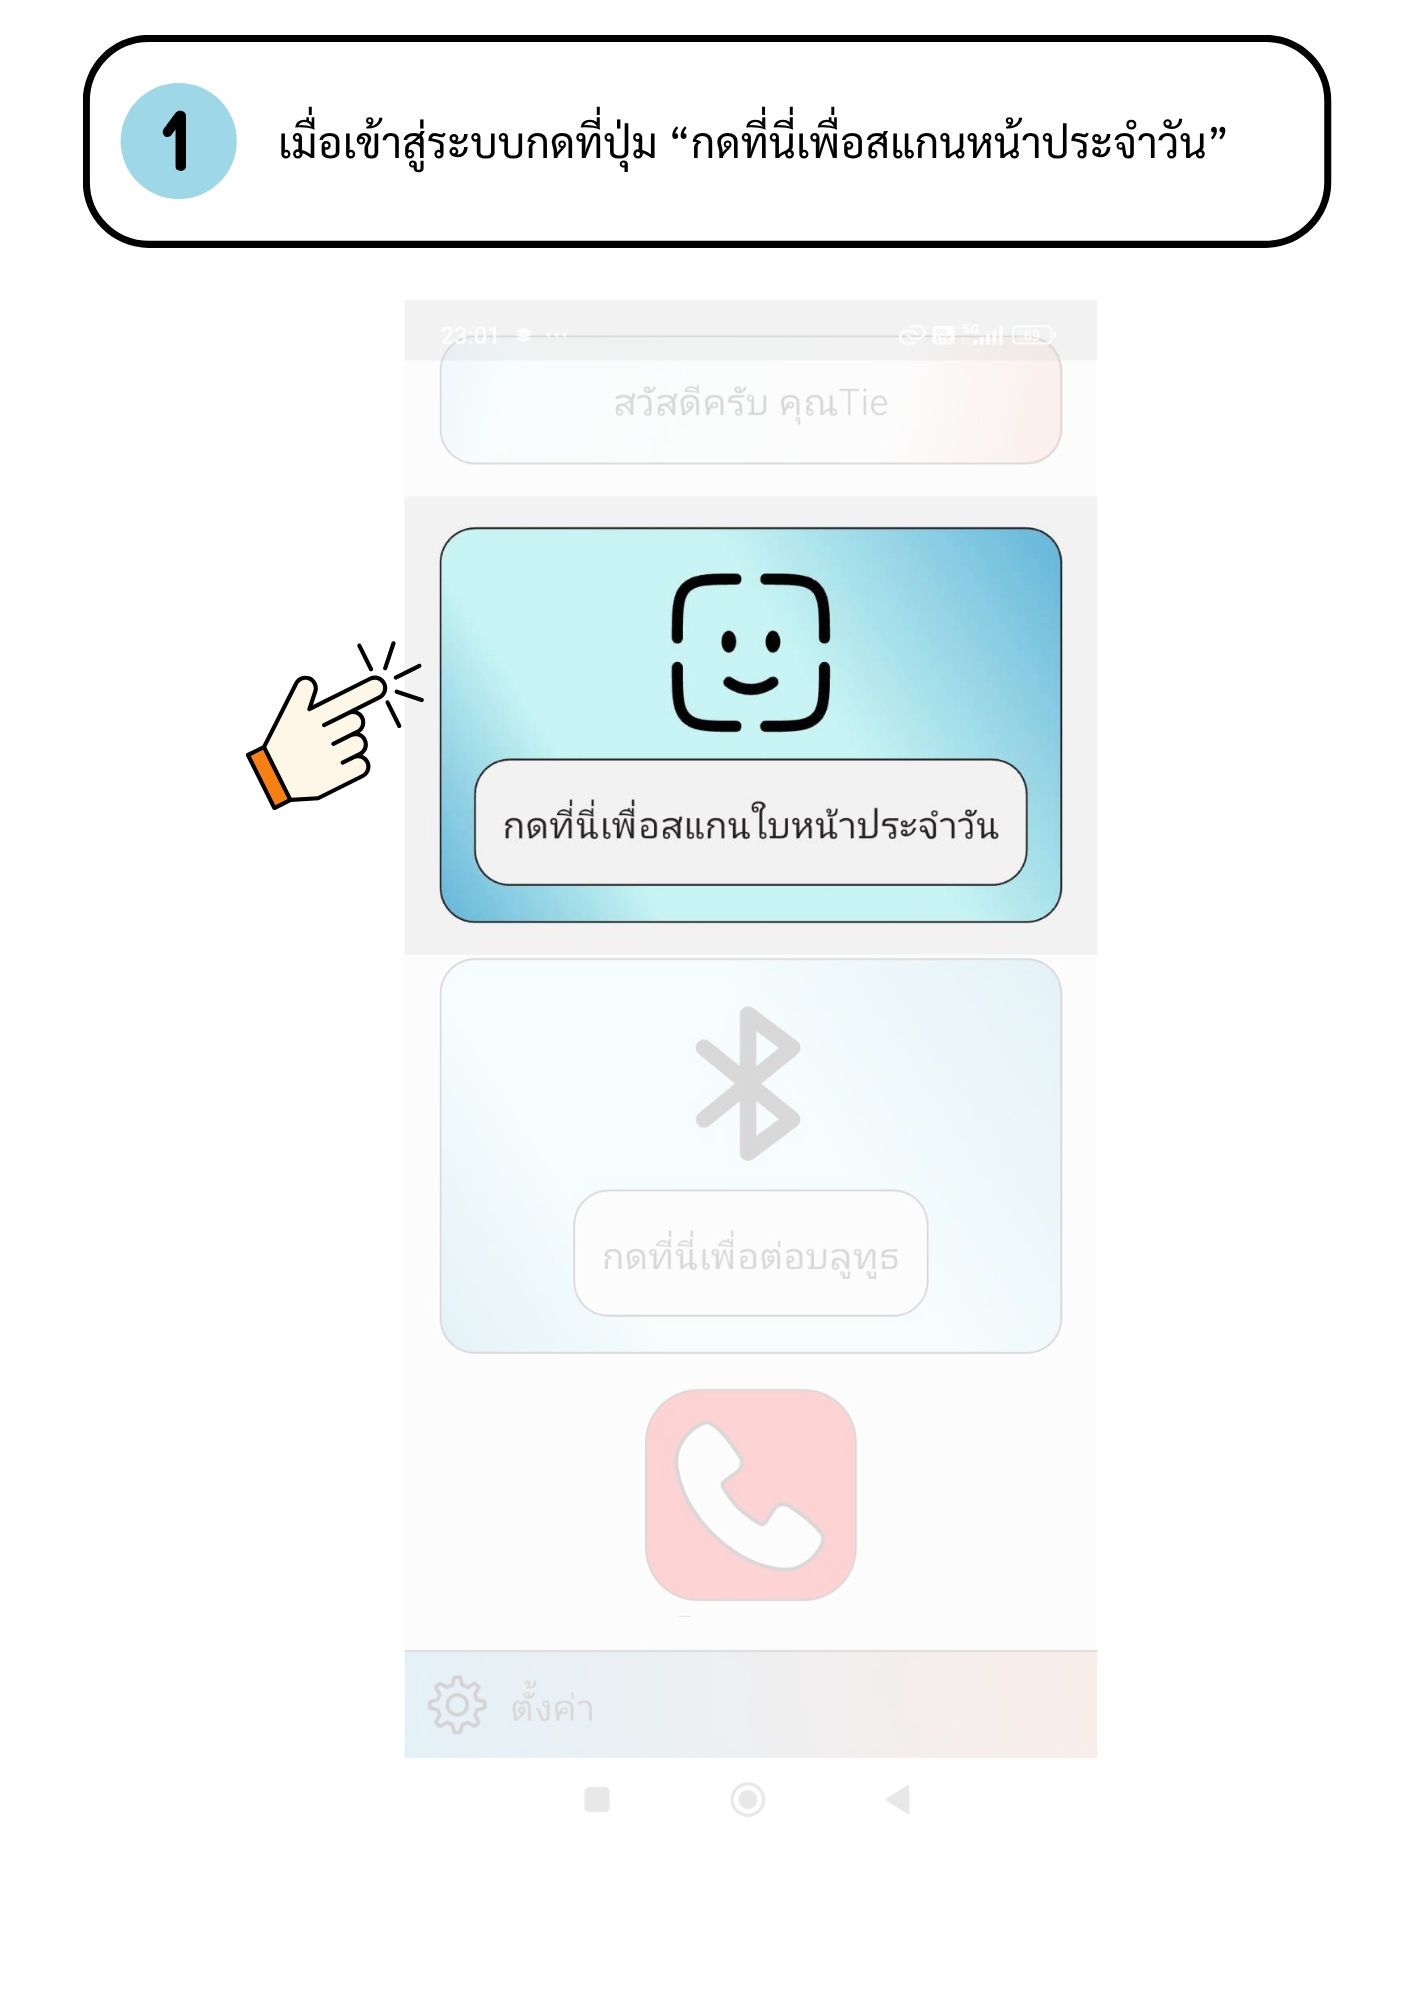 1
เมื่อเข้าสู่ระบบกดที่ปุ่ม “กดที่นี่เพื่อสแกนหน้าประจำวัน”
23:01 ... 5G 69
สวัสดีครับ คุณTie
กดที่นี่เพื่อสแกนใบหน้าประจำวัน
กดที่นี่เพื่อต่อบลูทูธ
ตั้งค่า